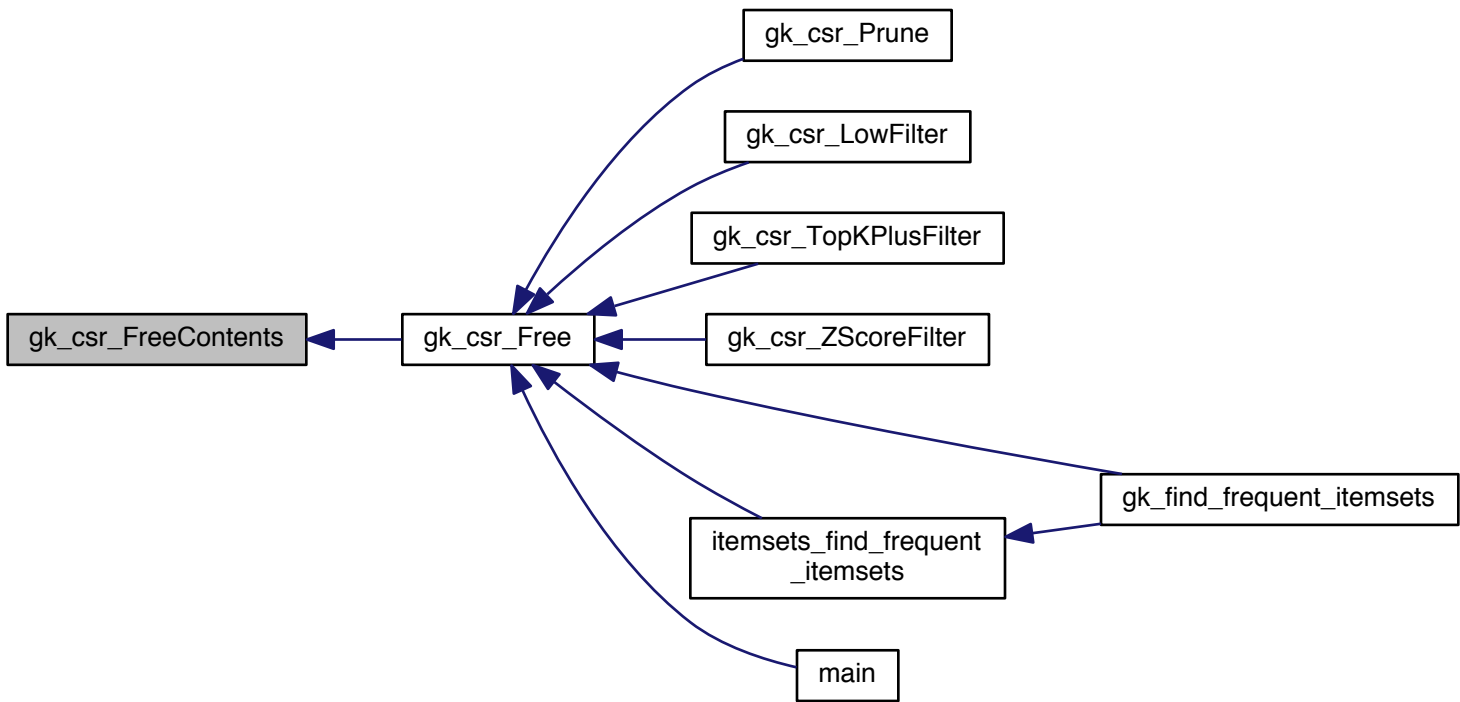 gk_csr_Prune
gk_csr_LowFilter
gk_csr_TopKPlusFilter
gk_csr_FreeContents
gk_csr_Free
gk_csr_ZScoreFilter
gk_find_frequent_itemsets
itemsets_find_frequent
_itemsets
main